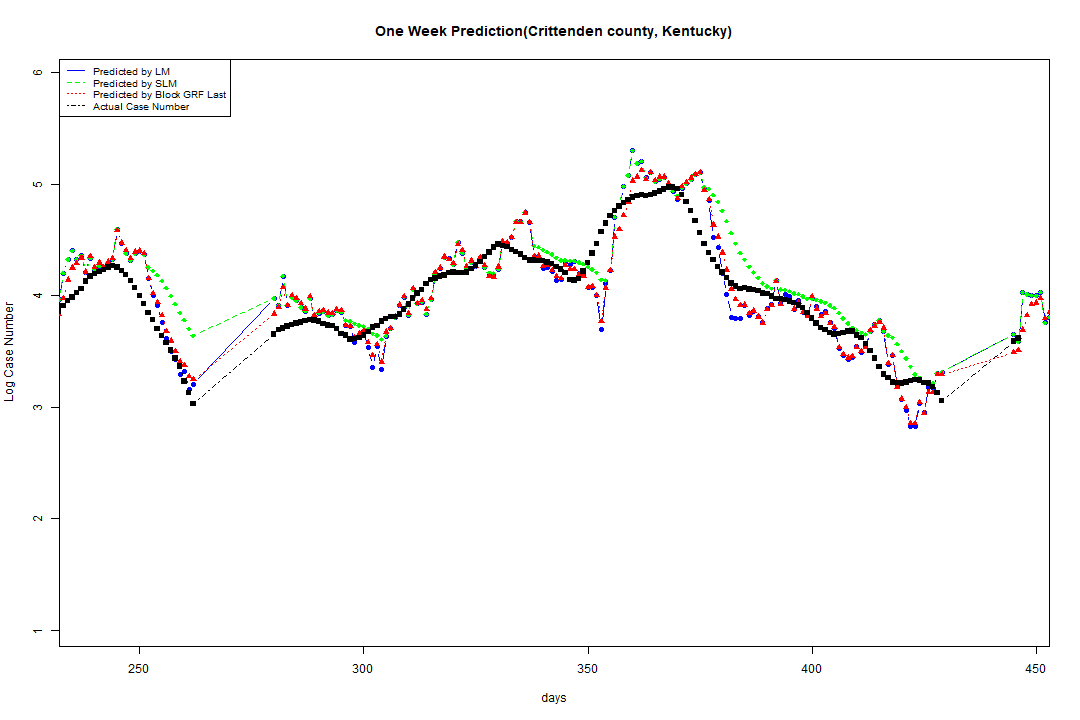 One Week Prediction(Crittenden county, Kentucky)
Predicted by LM
Predicted by SLM
Predicted by Block GRF Last
Actual Case Number
6
5
4
3
2
1
Log Case Number
250 300 350 400 450
days